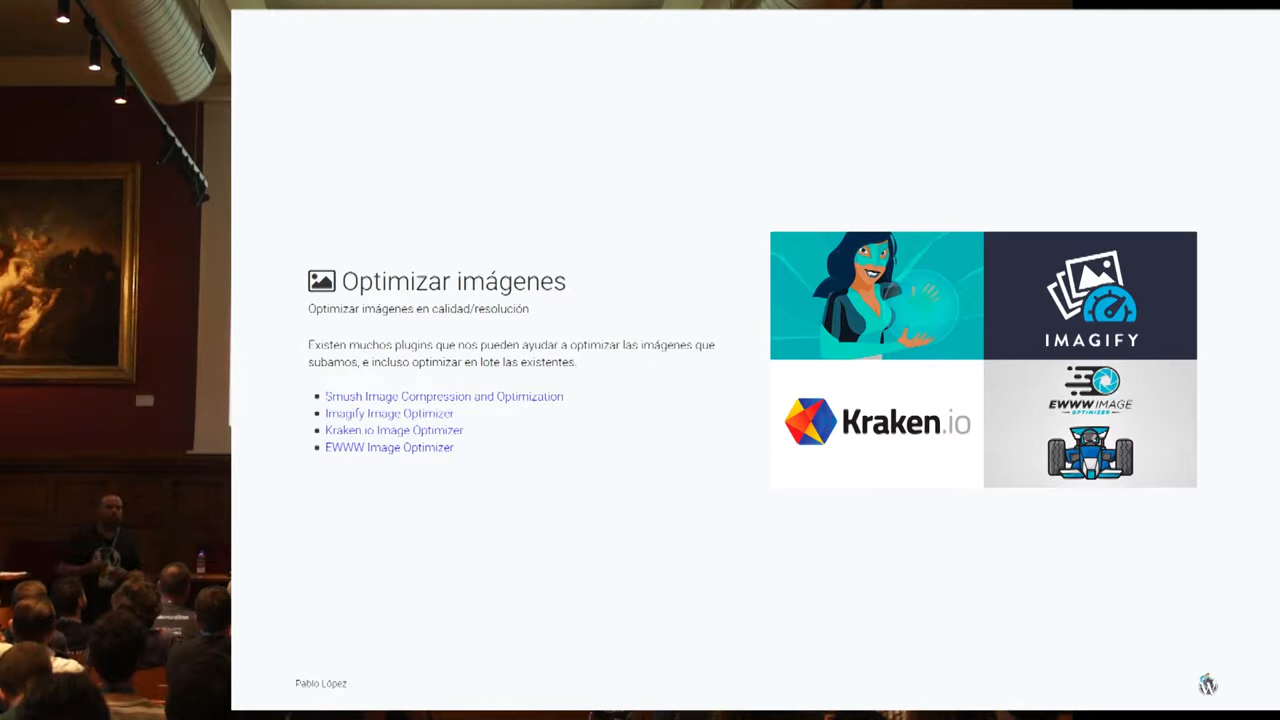 Optimizar imágenes
Optimizar imágenes en calidad/resolución
Existen muchos plugins que nos pueden ayudar a optimizar las imágenes que
subamos, e incluso optimizar en lote las existentes.
Smush Image Compression and Optimization
Imagify Image Optimizer
Kraken.io Image Optimizer
EWWW Image Optimizer
IMAGIFY
Kraken.io
EWWW IMAGE
OPTIMIZER
Pablo López